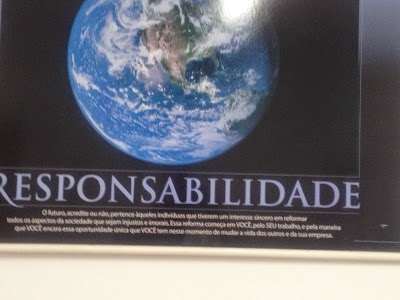 RESPONSABILIDADE
O futuro, acredite ou não, pertence àqueles indivíduos que tiverem um interesse sincero em reformar
todos os aspectos da sociedade que sejam injustos e imorais. Essa reforma começa em VOCÊ, pelo SEU trabalho, e pela maneira
que VOCÊ encara essa oportunidade única que VOCÊ tem nesse momento de mudar a vida dos outros e da sua empresa.